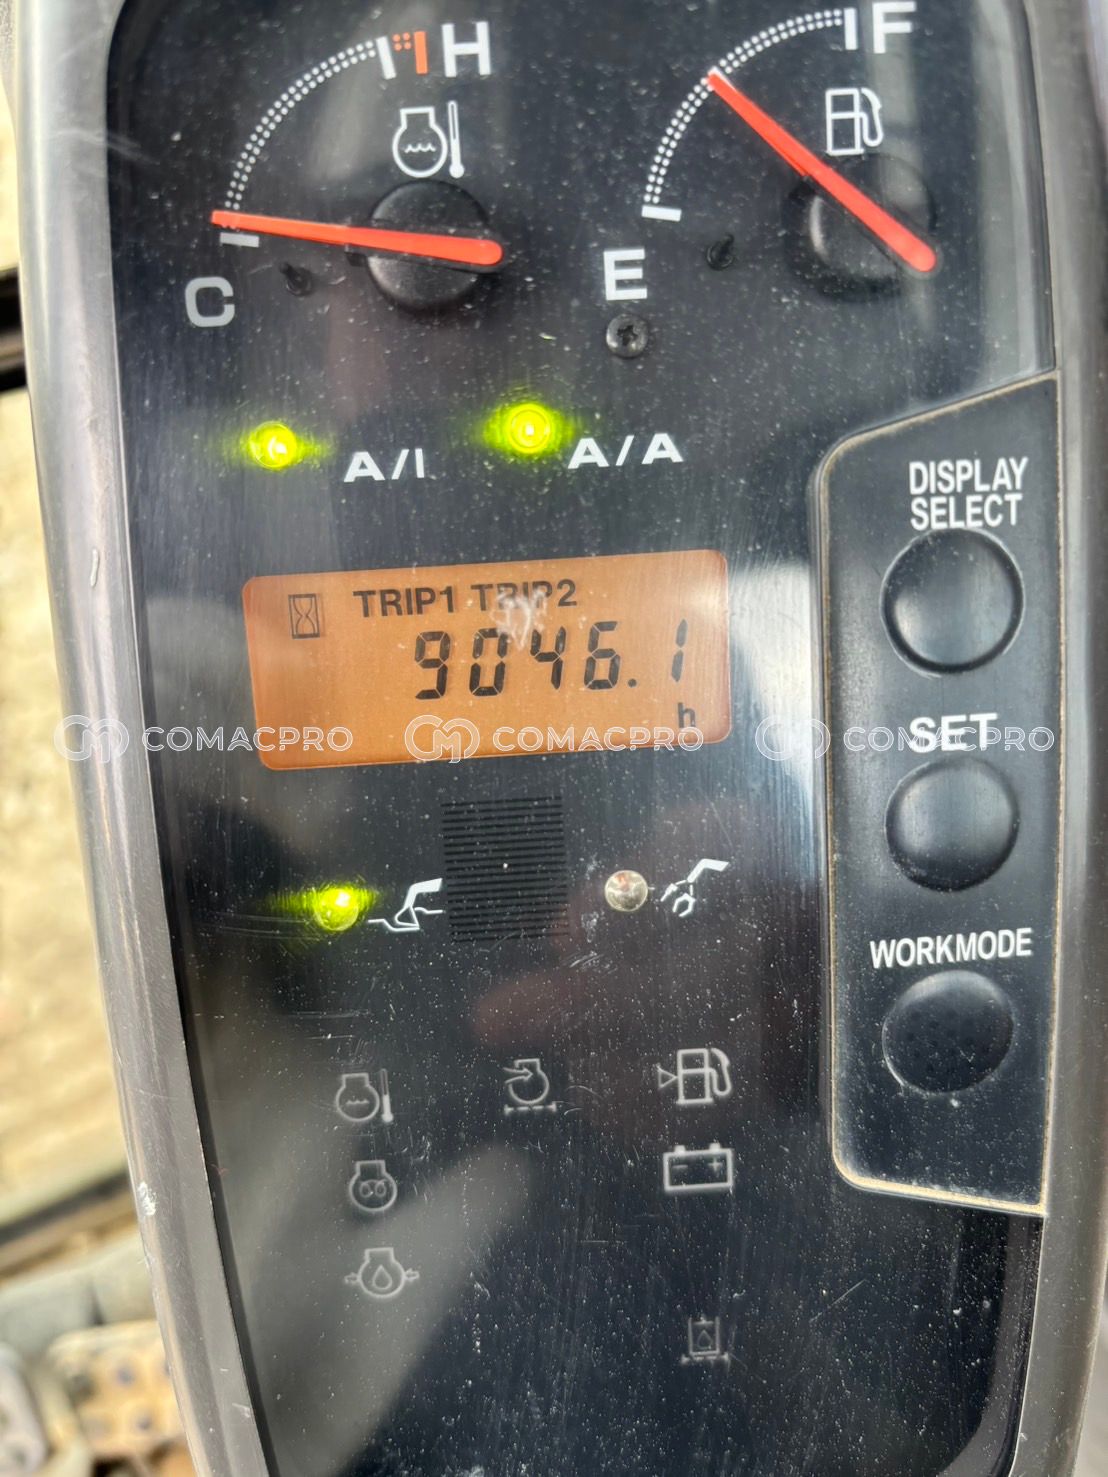 H
F
C
E
A/I
A/A
DISPLAY
SELECT
TRIP1 TRIP2
9046.1
h
SET
COMACPRO COMACPRO COMACPRO
WORKMODE